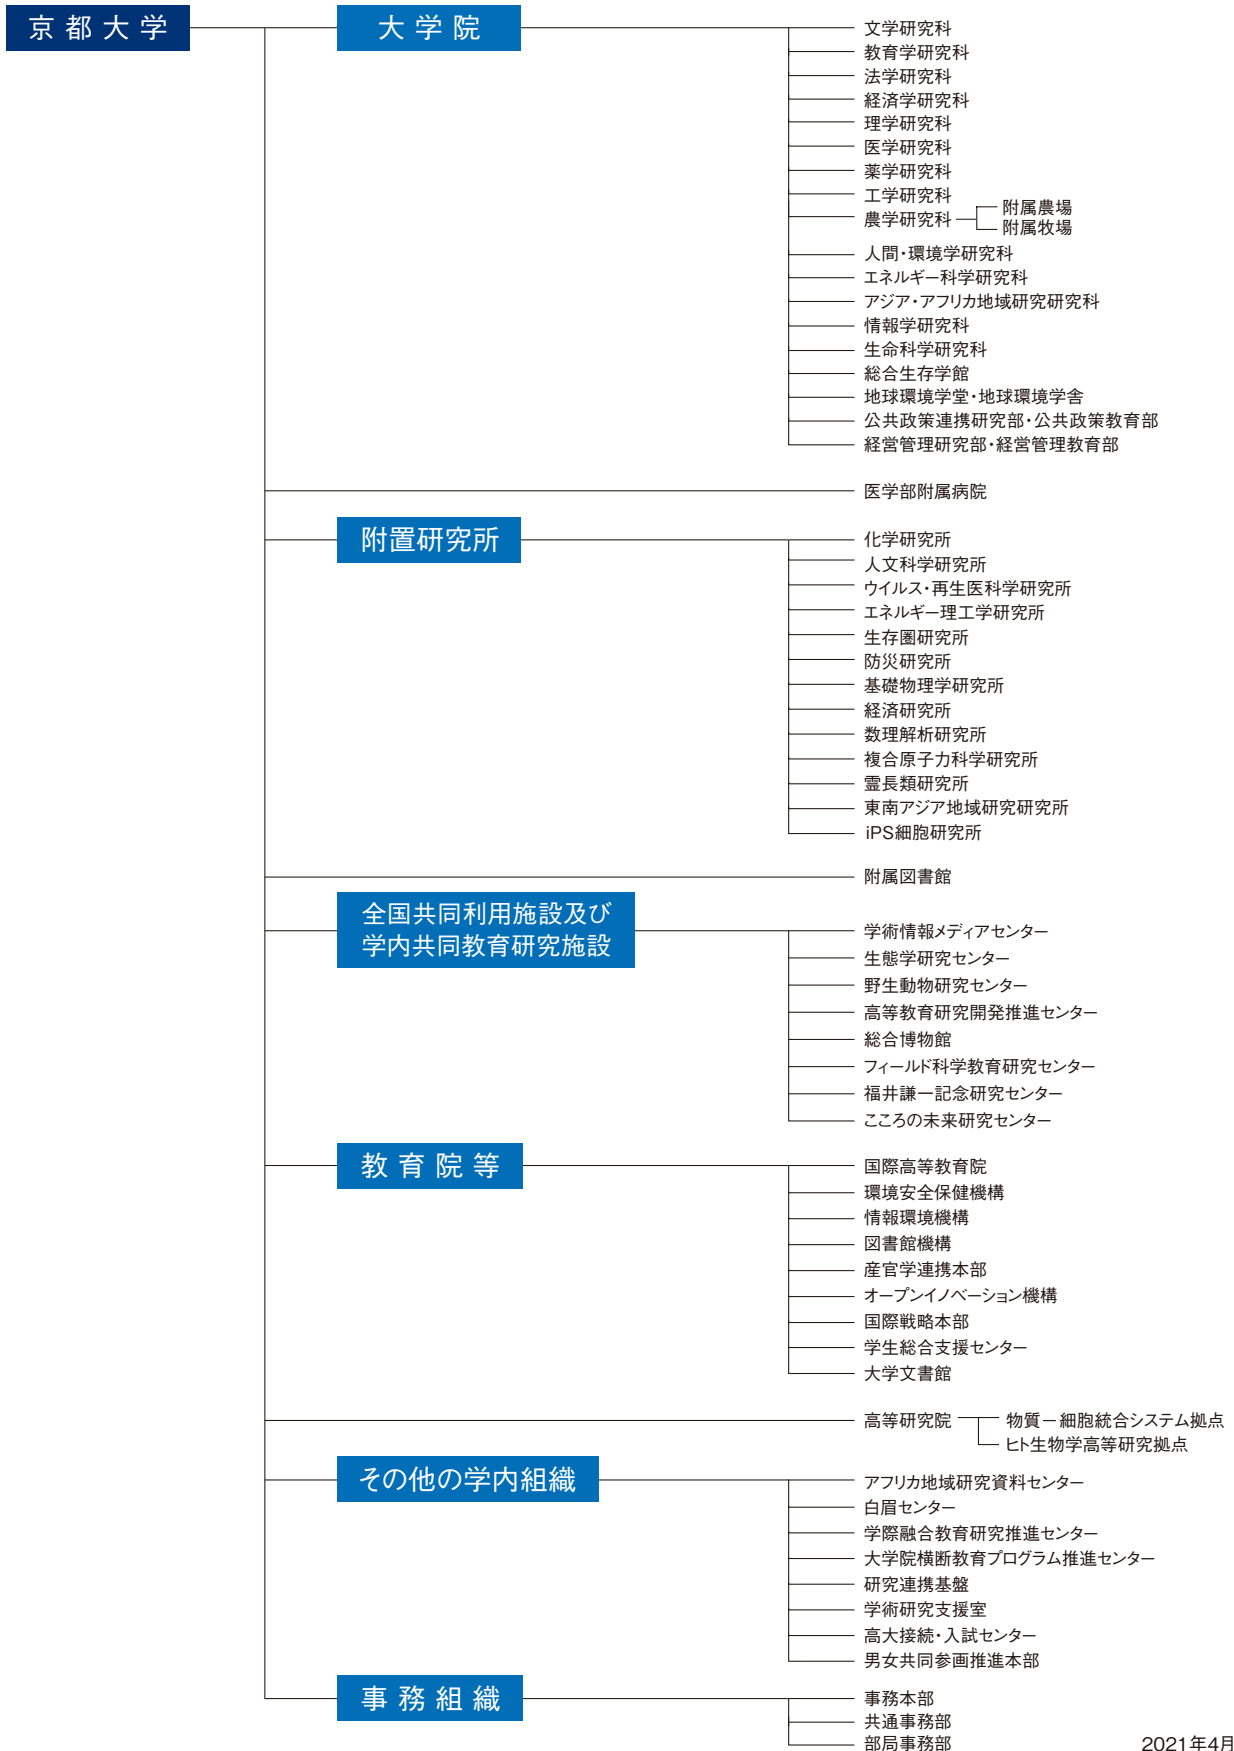 京都大学
大学院
文学研究科
教育学研究科
法学研究科
経済学研究科
理学研究科
医学研究科
薬学研究科
工学研究科
農学研究科
附属農場
附属牧場
人間・環境学研究科
エネルギー科学研究科
アジア・アフリカ地域研究研究科
情報学研究科
生命科学研究科
総合生存学館
地球環境学堂・地球環境学舎
公共政策連携研究部・公共政策教育部
経営管理研究部・経営管理教育部
医学部附属病院
附置研究所
化学研究所
人文科学研究所
ウイルス・再生医科学研究所
エネルギー理工学研究所
生存圏研究所
防災研究所
基礎物理学研究所
経済研究所
数理解析研究所
複合原子力科学研究所
霊長類研究所
東南アジア地域研究研究所
iPS細胞研究所
附属図書館
全国共同利用施設及び
学内共同教育研究施設
学術情報メディアセンター
生態学研究センター
野生動物研究センター
高等教育研究開発推進センター
総合博物館
フィールド科学教育研究センター
福井謙一記念研究センター
こころの未来研究センター
教育院等
国際高等教育院
環境安全保健機構
情報環境機構
図書館機構
産官学連携本部
オープンイノベーション機構
国際戦略本部
学生総合支援センター
大学文書館
高等研究院
物質－細胞統合システム拠点
ヒト生物学高等研究拠点
その他の学内組織
アフリカ地域研究資料センター
白眉センター
学際融合教育研究推進センター
大学院横断教育プログラム推進センター
研究連携基盤
学術研究支援室
高大接続・入試センター
男女共同参画推進本部
事務組織
事務本部
共通事務部
部局事務部
2021年4月